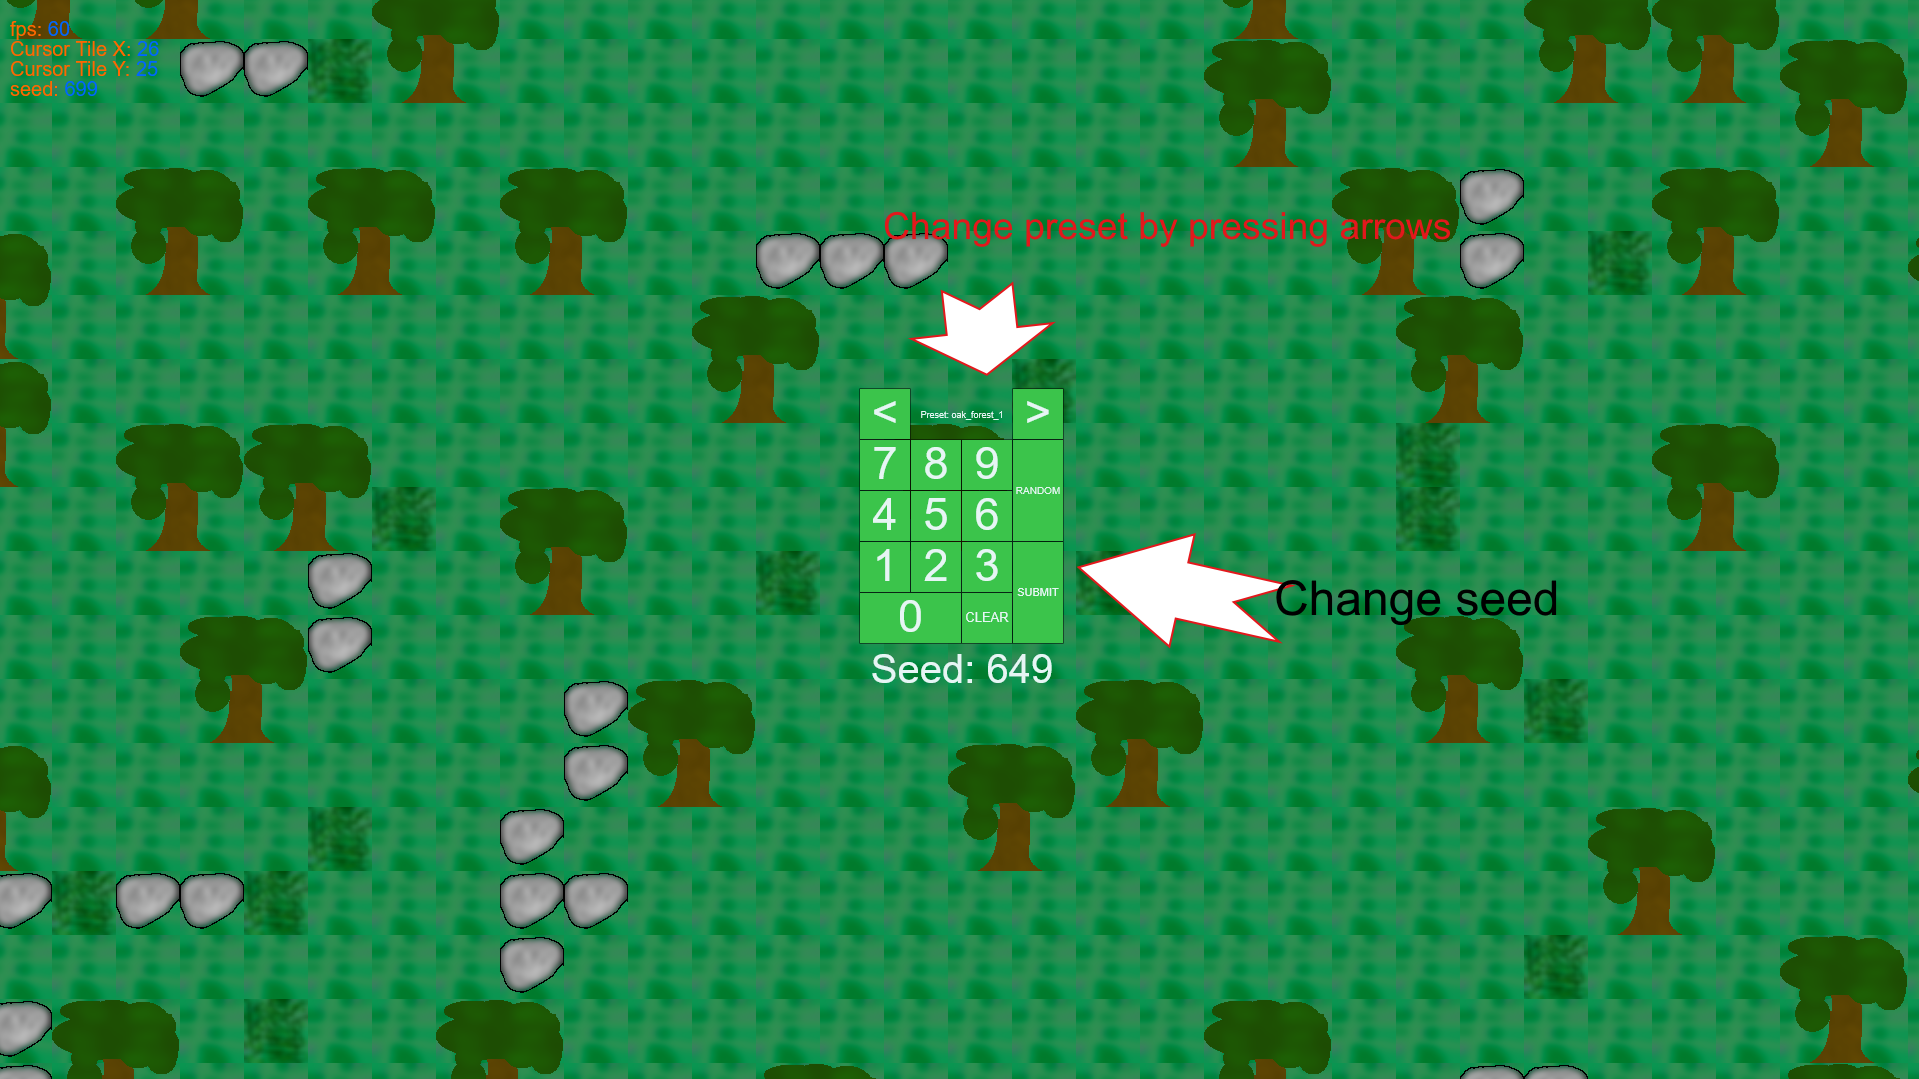 fps: 60
Cursor Tile X: 26
Cursor Tile Y: 25
seed: 699
Change preset by pressing arrows
< Preset: oak_forest_1 >
7 8 9
RANDOM
4 5 6
1 2 3
SUBMIT
0 CLEAR
Seed: 649
Change seed